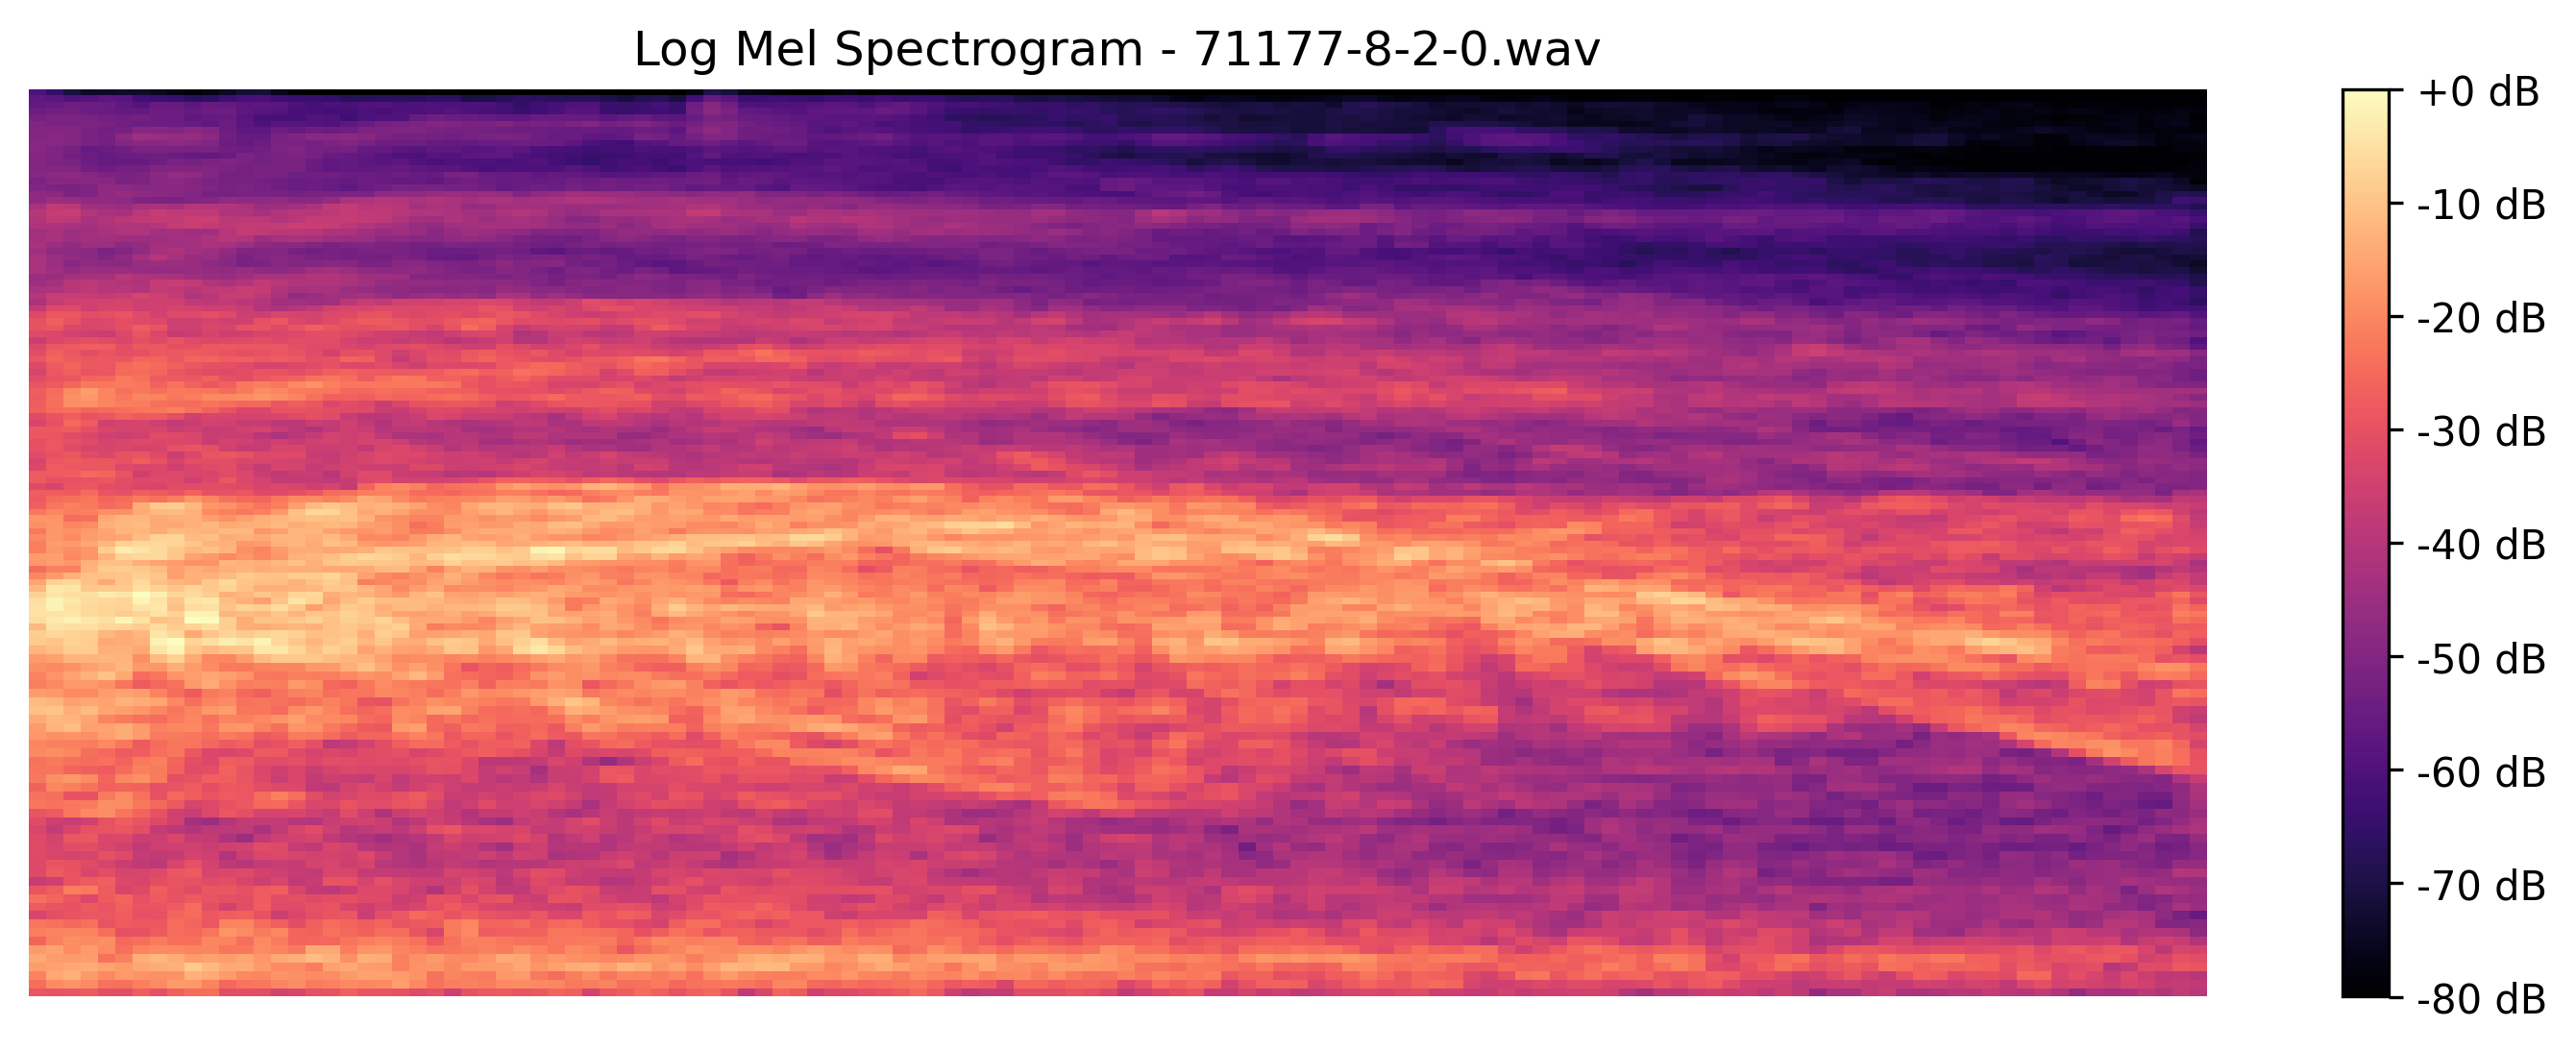 Log Mel Spectrogram - 71177-8-2-0.wav
+0 dB
-10 dB
-20 dB
-30 dB
-40 dB
-50 dB
-60 dB
-70 dB
-80 dB